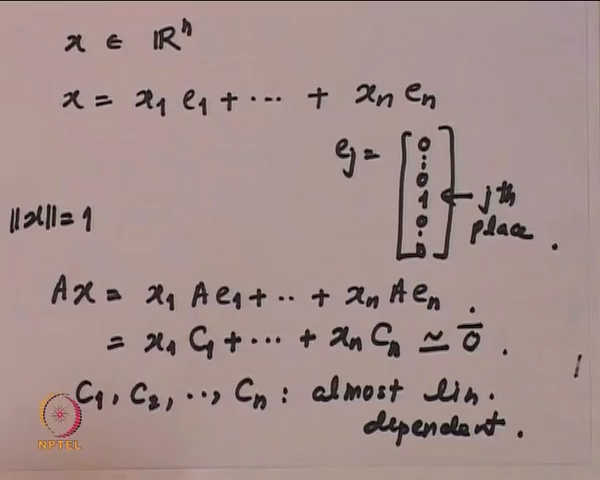 x ∈ ℝⁿ
x = x₁ e₁ + ⋯ + xₙ eₙ
eⱼ = [0 ⋮ 0 1 0 ⋮ 0] ← jth place.
||x|| = 1
Ax = x₁ Ae₁ + ·· + xₙ Aeₙ.
= x₁ C₁ + ⋯ + xₙ Cₙ ≃ 0̅.
C₁, C₂, ··, Cₙ : almost lin.
dependent.
NPTEL